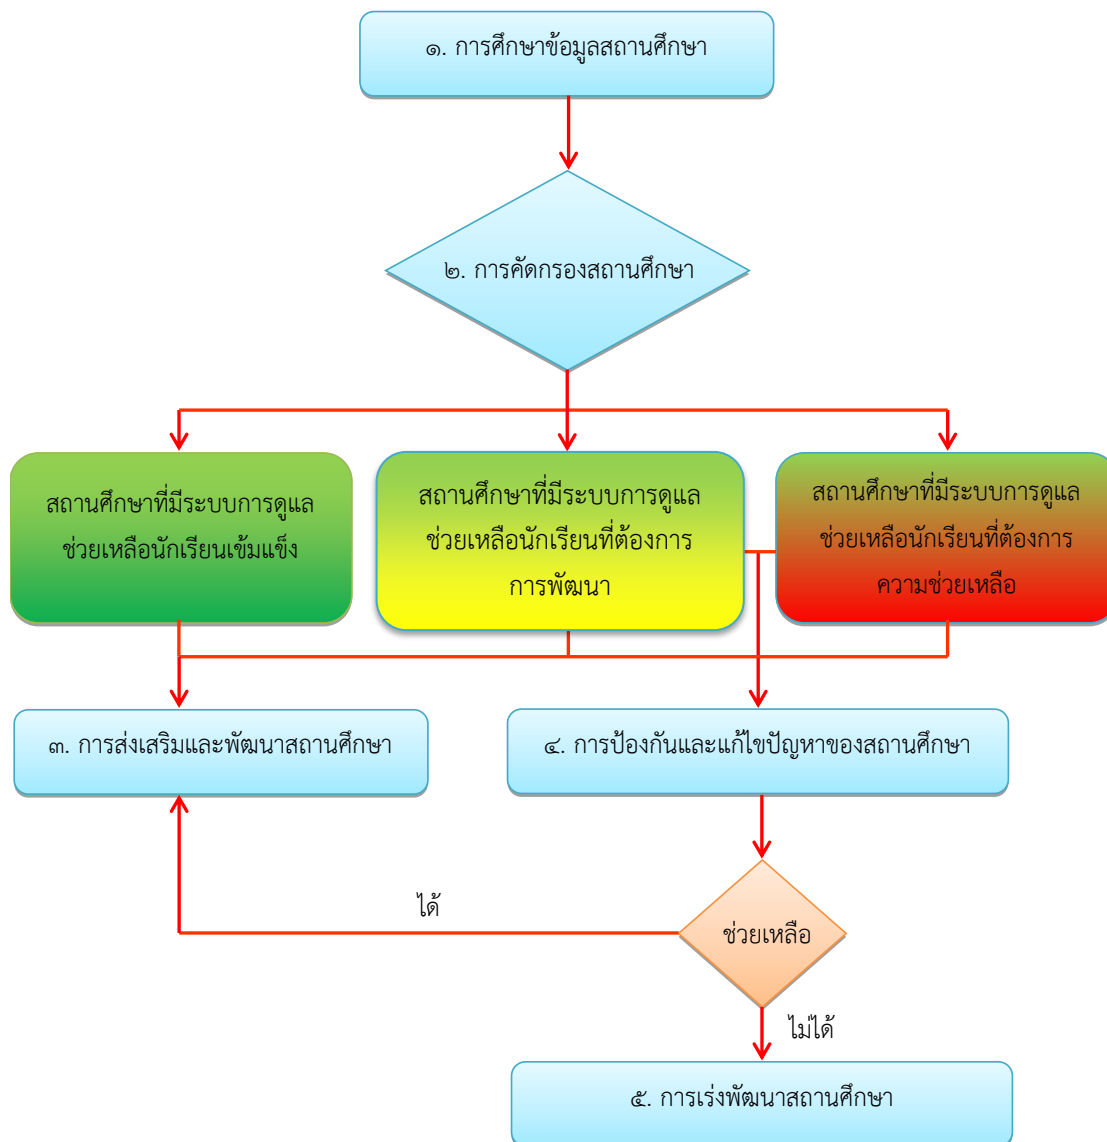 ๑. การศึกษาข้อมูลสถานศึกษา
๒. การคัดกรองสถานศึกษา
สถานศึกษาที่มีระบบการดูแล
ช่วยเหลือนักเรียนเข้มแข็ง
สถานศึกษาที่มีระบบการดูแล
ช่วยเหลือนักเรียนที่ต้องการ
การพัฒนา
สถานศึกษาที่มีระบบการดูแล
ช่วยเหลือนักเรียนที่ต้องการ
ความช่วยเหลือ
๓. การส่งเสริมและพัฒนาสถานศึกษา
๔. การป้องกันและแก้ไขปัญหาของสถานศึกษา
ได้
ช่วยเหลือ
ไม่ได้
๕. การเร่งพัฒนาสถานศึกษา